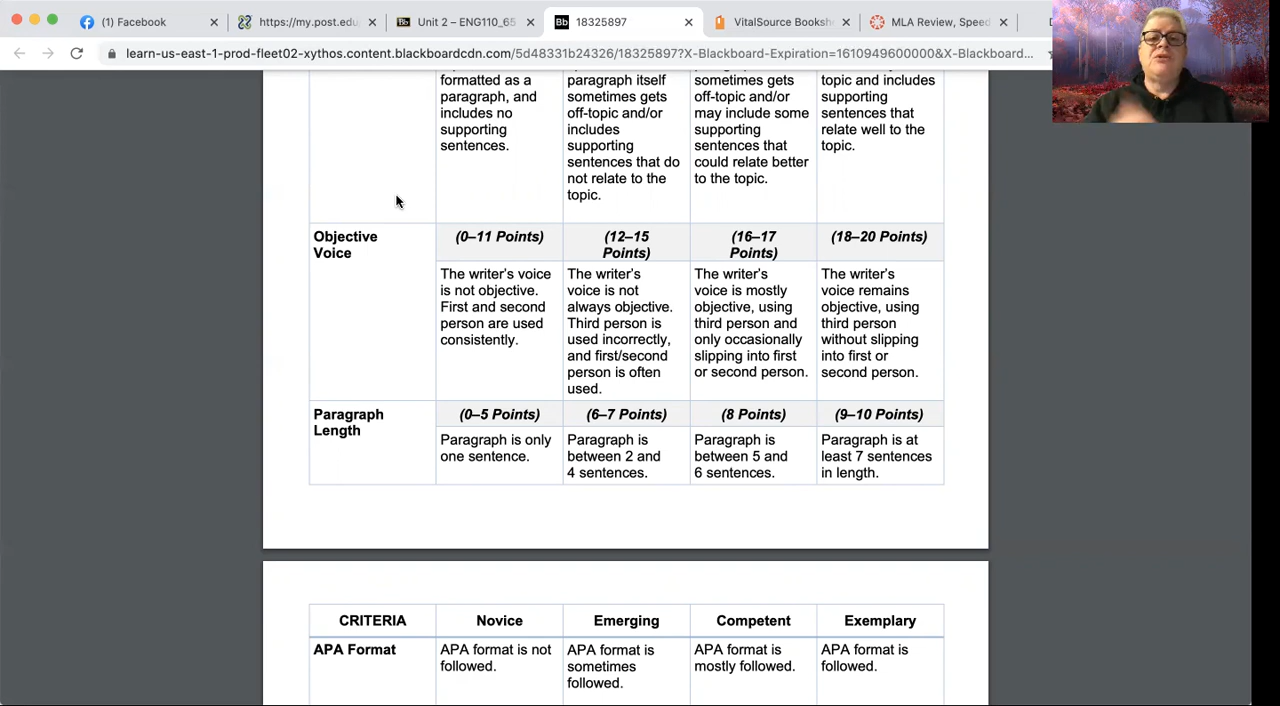 (1) Facebook
https://my.post.edu
Unit 2 – ENG110_65
18325897
VitalSource Booksh
MLA Review, Speed
learn-us-east-1-prod-fleet02-xythos.content.blackboardcdn.com/5d48331b24326/18325897?X-Blackboard-Expiration=1610949600000&X-Blackboard...
formatted as a
paragraph, and
includes no
supporting
sentences.
paragraph itself
sometimes gets
off-topic and/or
includes
supporting
sentences that do
not relate to the
topic.
sometimes gets
off-topic and/or
may include some
supporting
sentences that
could relate better
to the topic.
topic and includes
supporting
sentences that
relate well to the
topic.
Objective
Voice
(0–11 Points)
(12–15
Points)
(16–17
Points)
(18–20 Points)
The writer's voice
is not objective.
First and second
person are used
consistently.
The writer's
voice is not
always objective.
Third person is
used incorrectly,
and first/second
person is often
used.
The writer's
voice is mostly
objective, using
third person and
only occasionally
slipping into first
or second person.
The writer's
voice remains
objective, using
third person
without slipping
into first or
second person.
Paragraph
Length
(0–5 Points)
(6–7 Points)
(8 Points)
(9–10 Points)
Paragraph is only
one sentence.
Paragraph is
between 2 and
4 sentences.
Paragraph is
between 5 and
6 sentences.
Paragraph is at
least 7 sentences
in length.
CRITERIA
Novice
Emerging
Competent
Exemplary
APA Format
APA format is not
followed.
APA format is
sometimes
followed.
APA format is
mostly followed.
APA format is
followed.